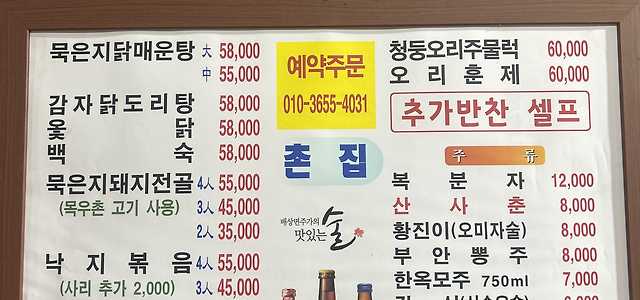 묵은지닭매운탕 大 58,000
中 55,000
감자닭도리탕 58,000
옻닭 58,000
백숙 58,000
묵은지돼지전골 4人 55,000
(목우촌 고기 사용) 3人 45,000
2人 35,000
낙지볶음 4人 55,000
(사리 추가 2,000) 3人 45,000
예약주문
010-3655-4031
촌집
배상면주가의
맛있는 술
청둥오리주물럭 60,000
오리훈제 60,000
추가반찬 셀프
주류
복분자 12,000
산사춘 8,000
황진이(오미자술) 8,000
부안뽕주 8,000
한옥모주 750ml 7,000